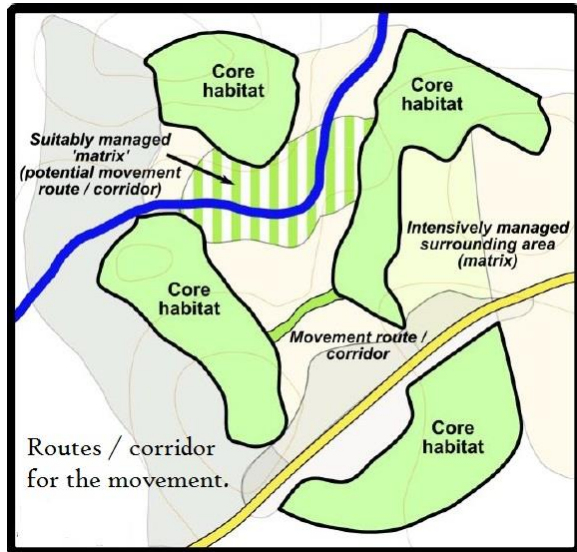 Core
habitat
Core
habitat
Suitably managed
'matrix'
(potential movement
route / corridor)
Intensively managed
surrounding area
(matrix)
Core
habitat
Movement route /
corridor
Core
habitat
Routes / corridor
for the movement.